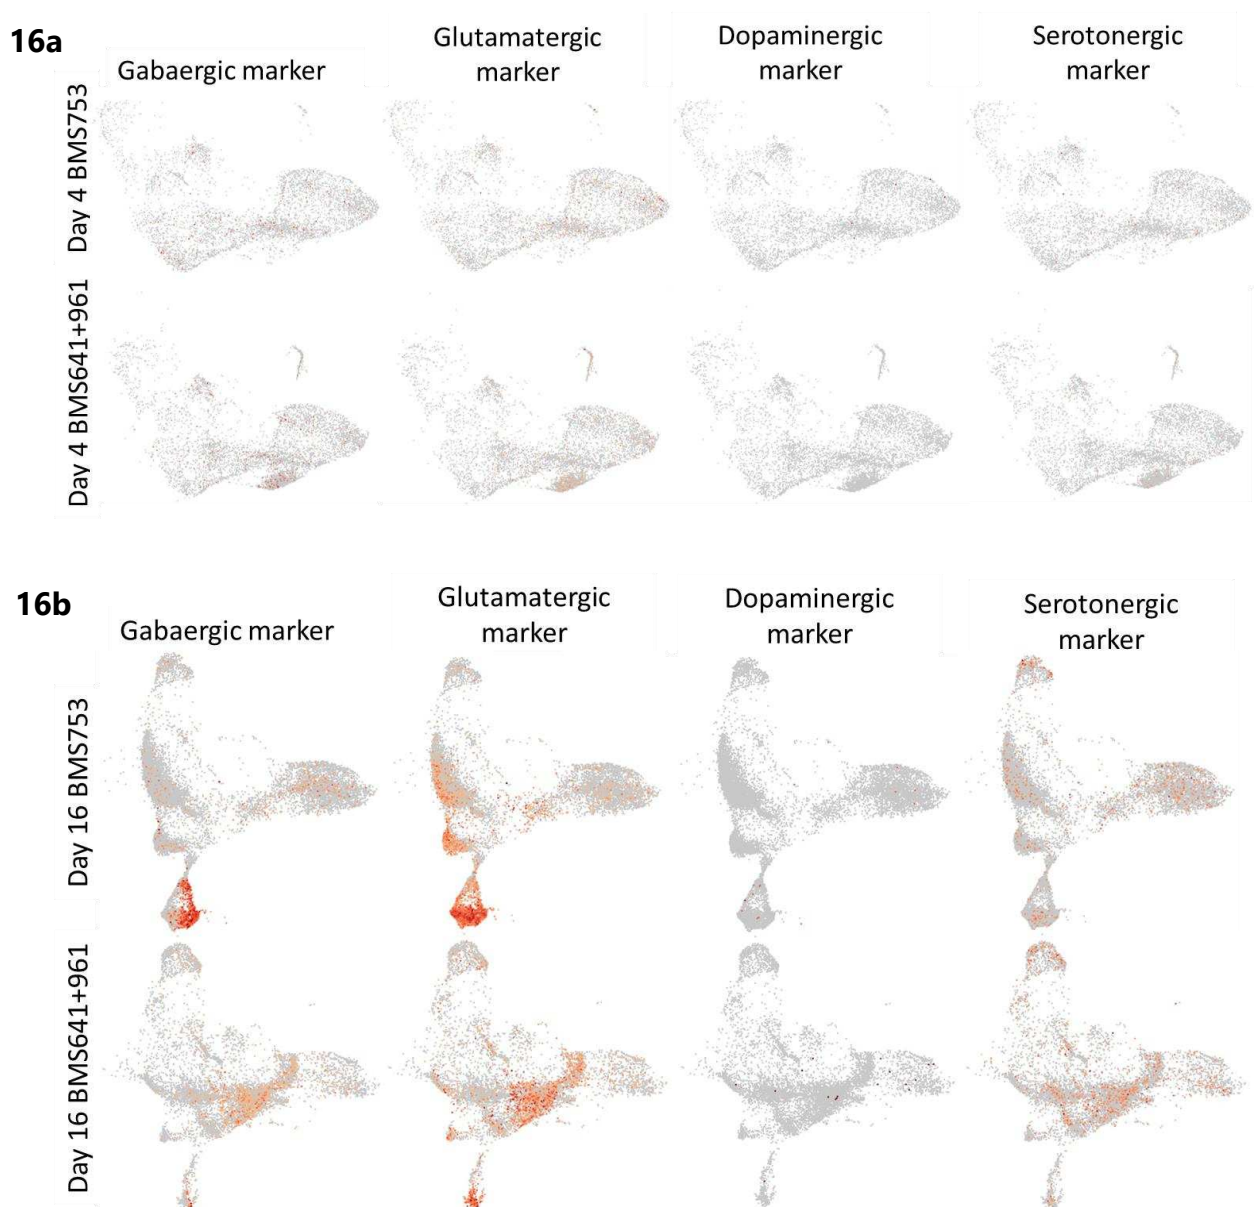 16a
Gabaergic marker
Glutamatergic
marker
Dopaminergic
marker
Serotonergic
marker
Day 4 BMS753
Day 4 BMS641+961
16b
Gabaergic marker
Glutamatergic
marker
Dopaminergic
marker
Serotonergic
marker
Day 16 BMS753
Day 16 BMS641+961